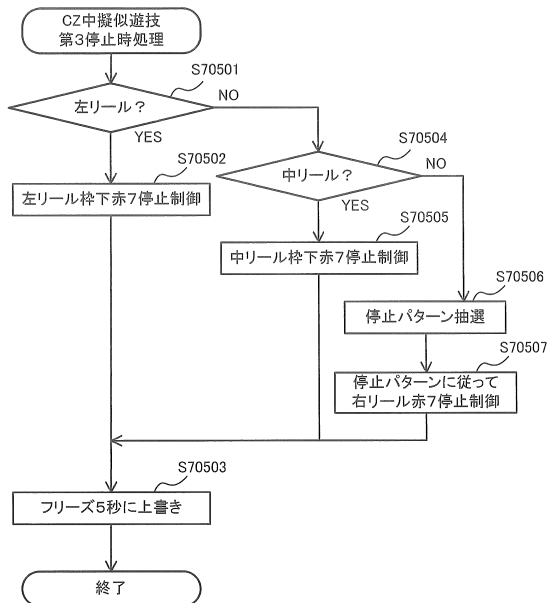 CZ中擬似遊技
第3停止時処理
S70501
左リール？
NO
YES
S70504
中リール？
NO
YES
S70502
左リール枠下赤7停止制御
S70505
中リール枠下赤7停止制御
S70506
停止パターン抽選
S70507
停止パターンに従って
右リール赤7停止制御
S70503
フリーズ5秒に上書き
終了